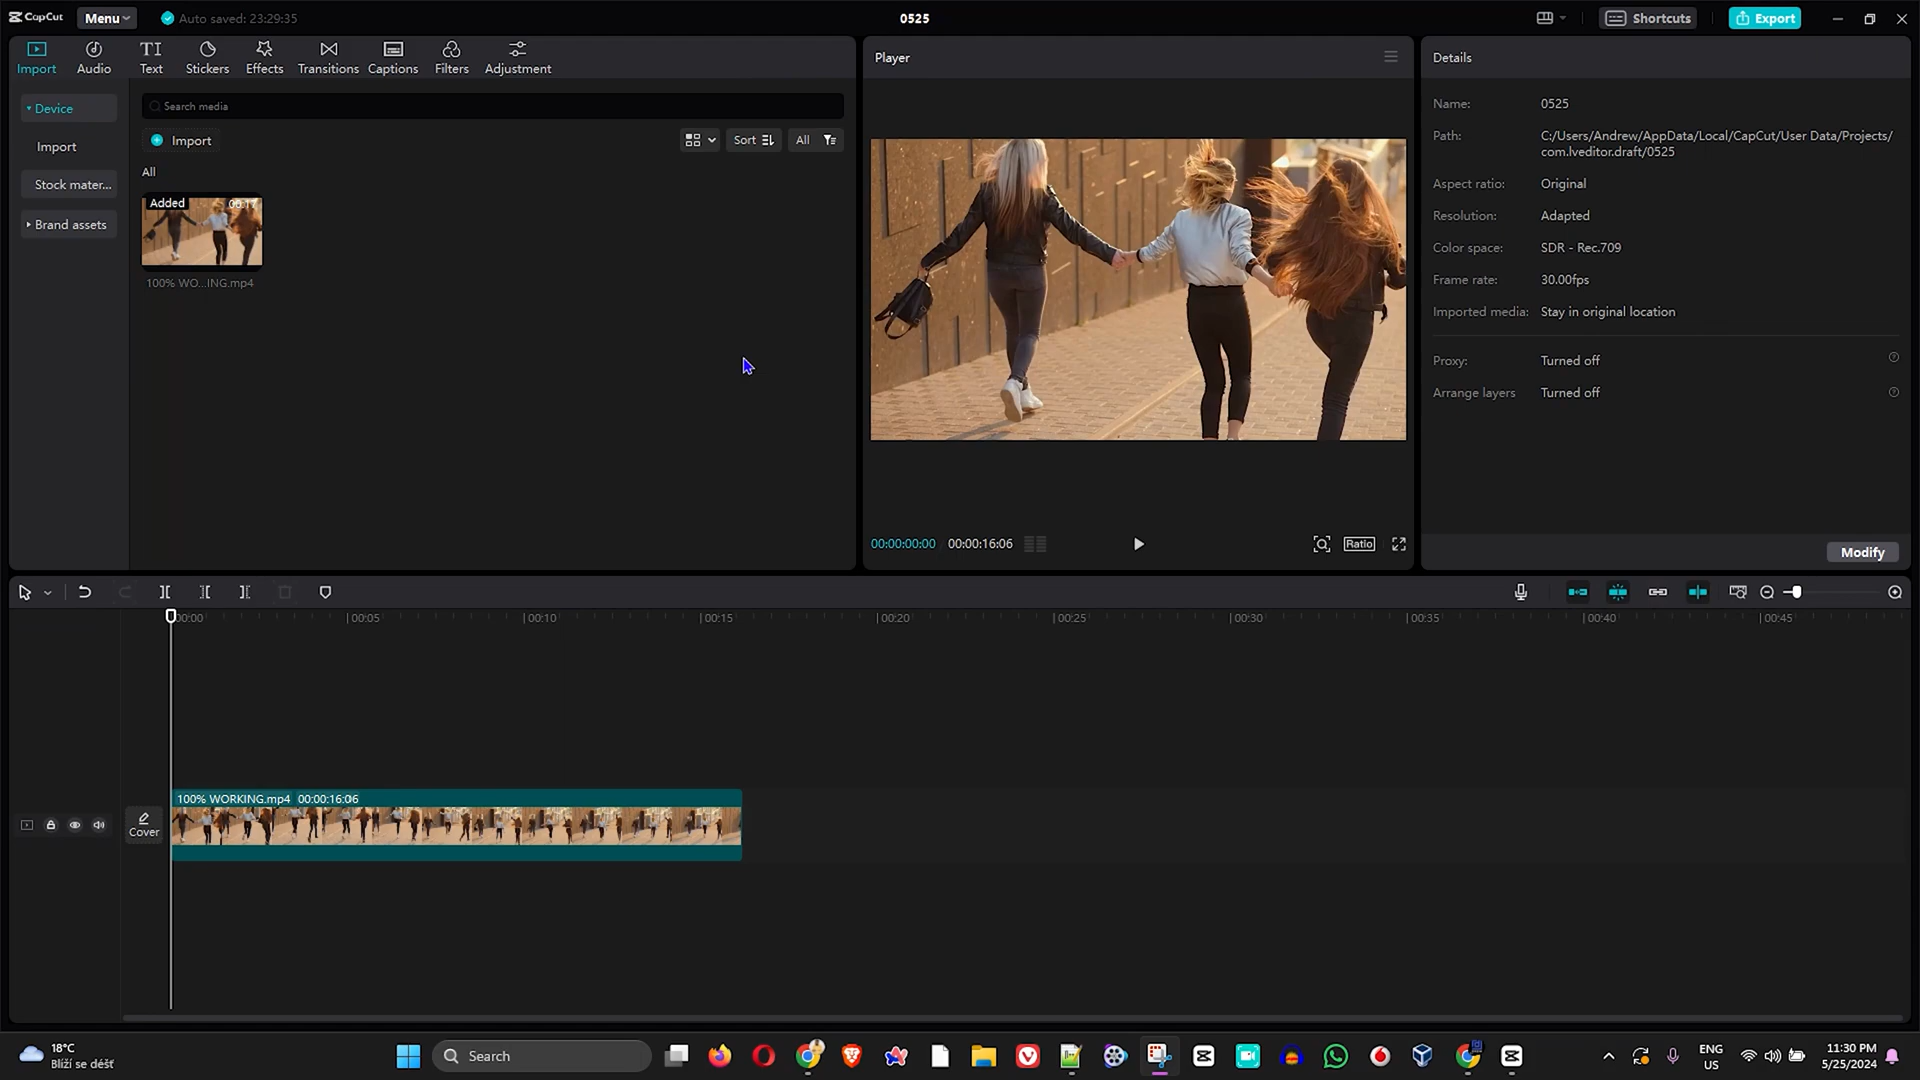 CapCut
Menu
Auto saved: 23:29:35
0525
Shortcuts
Export
Import
Audio
TI
Text
Stickers
Effects
Transitions
Captions
Filters
Adjustment
Player
Details
Device
Import
Stock mater...
Brand assets
Search media
Import
Sort
All
All
Added
00:17
100% WO...ING.mp4
00:00:00:00
00:00:16:06
Ratio
Name: 0525
Path: C:/Users/Andrew/AppData/Local/CapCut/User Data/Projects/
com.lveditor.draft/0525
Aspect ratio: Original
Resolution: Adapted
Color space: SDR - Rec.709
Frame rate: 30.00fps
Imported media: Stay in original location
Proxy: Turned off
Arrange layers Turned off
Modify
00:00
00:05
00:10
00:15
00:20
00:25
00:30
00:35
00:40
00:45
Cover
100% WORKING.mp4 00:00:16:06
18°C
Blíží se déšť
Search
ENG
US
11:30 PM
5/25/2024